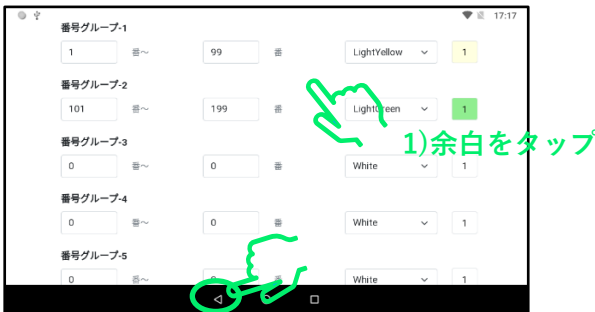 17:17
番号グループ-1
1 番～ 99 番 LightYellow 1
番号グループ-2
101 番～ 199 番 LightGreen 1
1)余白をタップ
番号グループ-3
0 番～ 0 番 White 1
番号グループ-4
0 番～ 0 番 White 1
番号グループ-5
0 番～ 0 番 White 1